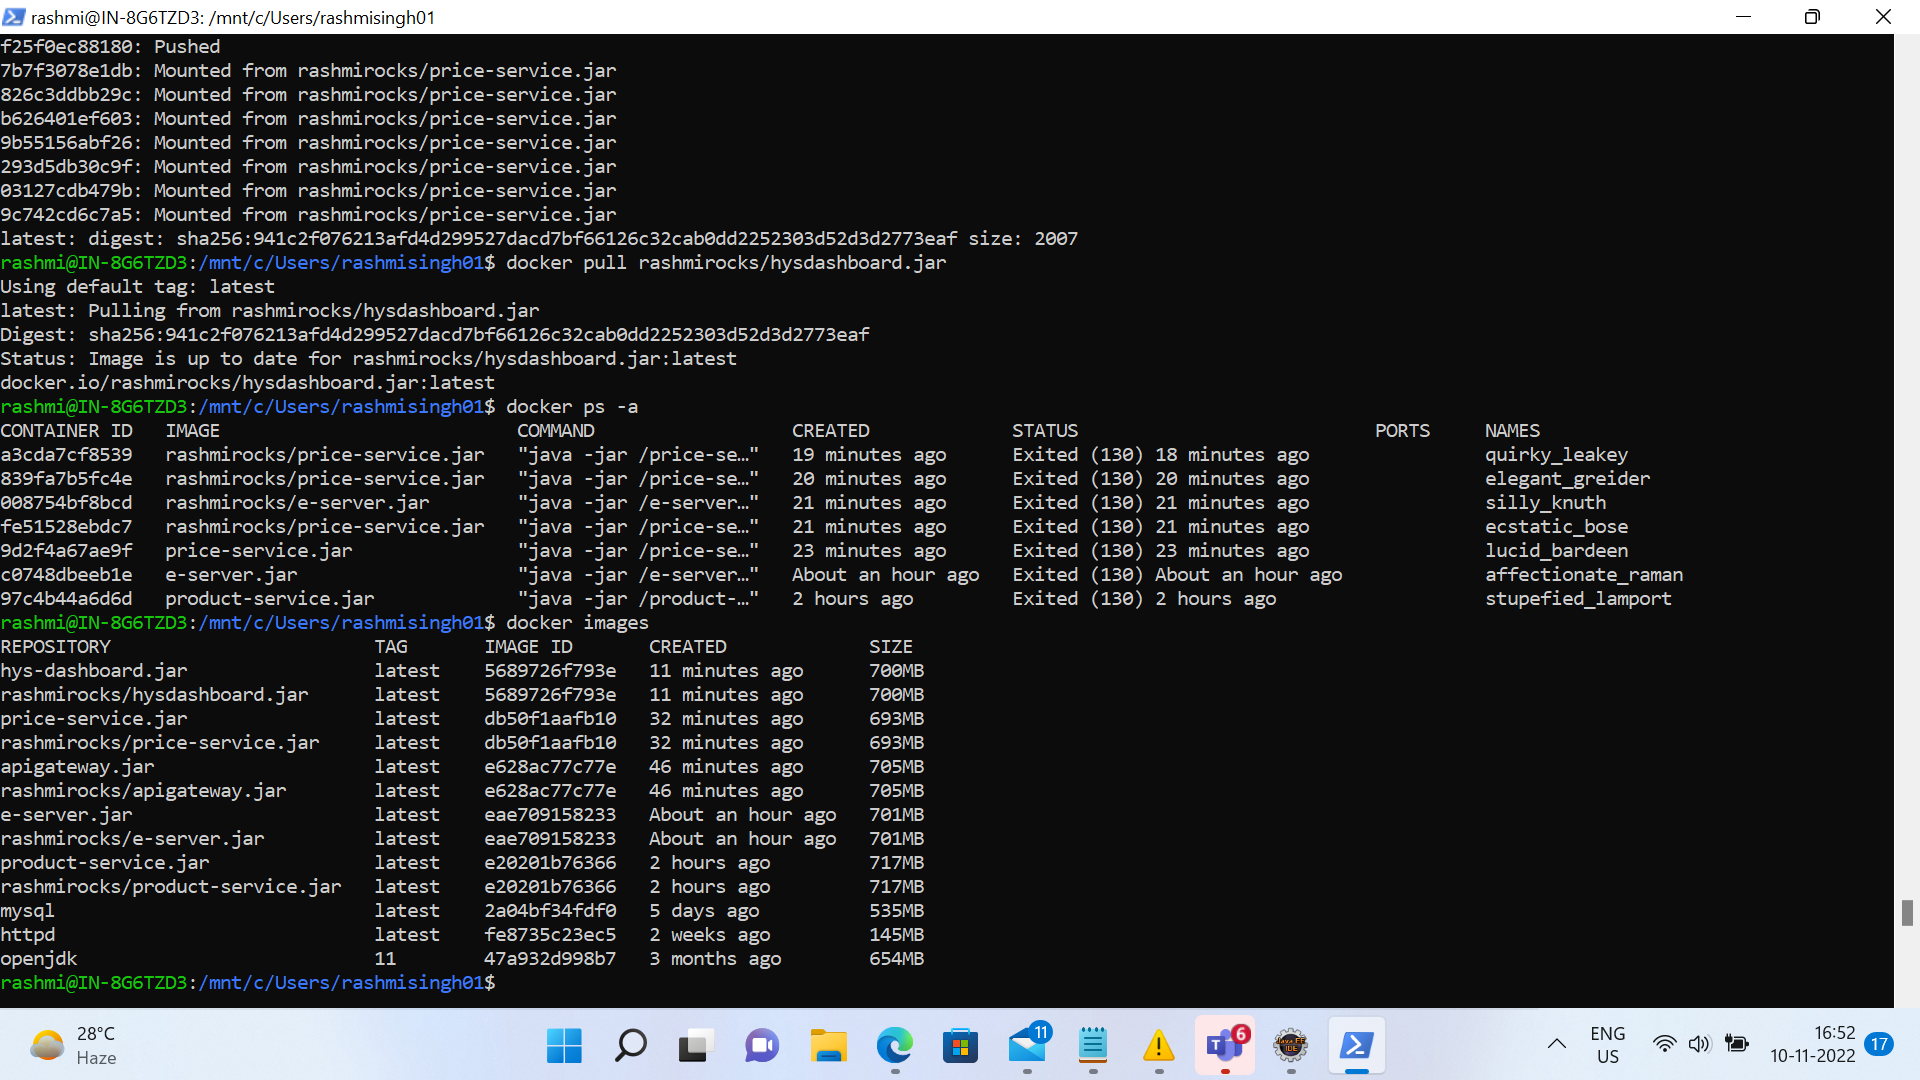 rashmi@IN-8G6TZD3: /mnt/c/Users/rashmisingh01
f25f0ec88180: Pushed
7b7f3078e1db: Mounted from rashmirocks/price-service.jar
826c3ddbb29c: Mounted from rashmirocks/price-service.jar
b626401ef603: Mounted from rashmirocks/price-service.jar
9b55156abf26: Mounted from rashmirocks/price-service.jar
293d5db30c9f: Mounted from rashmirocks/price-service.jar
03127cdb479b: Mounted from rashmirocks/price-service.jar
9c742cd6c7a5: Mounted from rashmirocks/price-service.jar
latest: digest: sha256:941c2f076213afd4d299527dacd7bf66126c32cab0dd2252303d52d3d2773eaf size: 2007
rashmi@IN-8G6TZD3:/mnt/c/Users/rashmisingh01$ docker pull rashmirocks/hysdashboard.jar
Using default tag: latest
latest: Pulling from rashmirocks/hysdashboard.jar
Digest: sha256:941c2f076213afd4d299527dacd7bf66126c32cab0dd2252303d52d3d2773eaf
Status: Image is up to date for rashmirocks/hysdashboard.jar:latest
docker.io/rashmirocks/hysdashboard.jar:latest
rashmi@IN-8G6TZD3:/mnt/c/Users/rashmisingh01$ docker ps -a
CONTAINER ID   IMAGE                           COMMAND                  CREATED             STATUS                           PORTS     NAMES
a3cda7cf8539   rashmirocks/price-service.jar   "java -jar /price-se…"   19 minutes ago      Exited (130) 18 minutes ago                quirky_leakey
839fa7b5fc4e   rashmirocks/price-service.jar   "java -jar /price-se…"   20 minutes ago      Exited (130) 20 minutes ago                elegant_greider
008754bf8bcd   rashmirocks/e-server.jar        "java -jar /e-server…"   21 minutes ago      Exited (130) 21 minutes ago                silly_knuth
fe51528ebdc7   rashmirocks/price-service.jar   "java -jar /price-se…"   21 minutes ago      Exited (130) 21 minutes ago                ecstatic_bose
9d2f4a67ae9f   price-service.jar               "java -jar /price-se…"   23 minutes ago      Exited (130) 23 minutes ago                lucid_bardeen
c0748dbeeb1e   e-server.jar                    "java -jar /e-server…"   About an hour ago   Exited (130) About an hour ago             affectionate_raman
97c4b44a6d6d   product-service.jar             "java -jar /product-…"   2 hours ago         Exited (130) 2 hours ago                   stupefied_lamport
rashmi@IN-8G6TZD3:/mnt/c/Users/rashmisingh01$ docker images
REPOSITORY                        TAG       IMAGE ID       CREATED             SIZE
hys-dashboard.jar                 latest    5689726f793e   11 minutes ago      700MB
rashmirocks/hysdashboard.jar      latest    5689726f793e   11 minutes ago      700MB
price-service.jar                 latest    db50f1aafb10   32 minutes ago      693MB
rashmirocks/price-service.jar     latest    db50f1aafb10   32 minutes ago      693MB
apigateway.jar                    latest    e628ac77c77e   46 minutes ago      705MB
rashmirocks/apigateway.jar        latest    e628ac77c77e   46 minutes ago      705MB
e-server.jar                      latest    eae709158233   About an hour ago   701MB
rashmirocks/e-server.jar          latest    eae709158233   About an hour ago   701MB
product-service.jar               latest    e20201b76366   2 hours ago         717MB
rashmirocks/product-service.jar   latest    e20201b76366   2 hours ago         717MB
mysql                             latest    2a04bf34fdf0   5 days ago          535MB
httpd                             latest    fe8735c23ec5   2 weeks ago         145MB
openjdk                           11        47a932d998b7   3 months ago        654MB
rashmi@IN-8G6TZD3:/mnt/c/Users/rashmisingh01$
28°C
Haze
11
6
ENG
US
16:52
10-11-2022
17